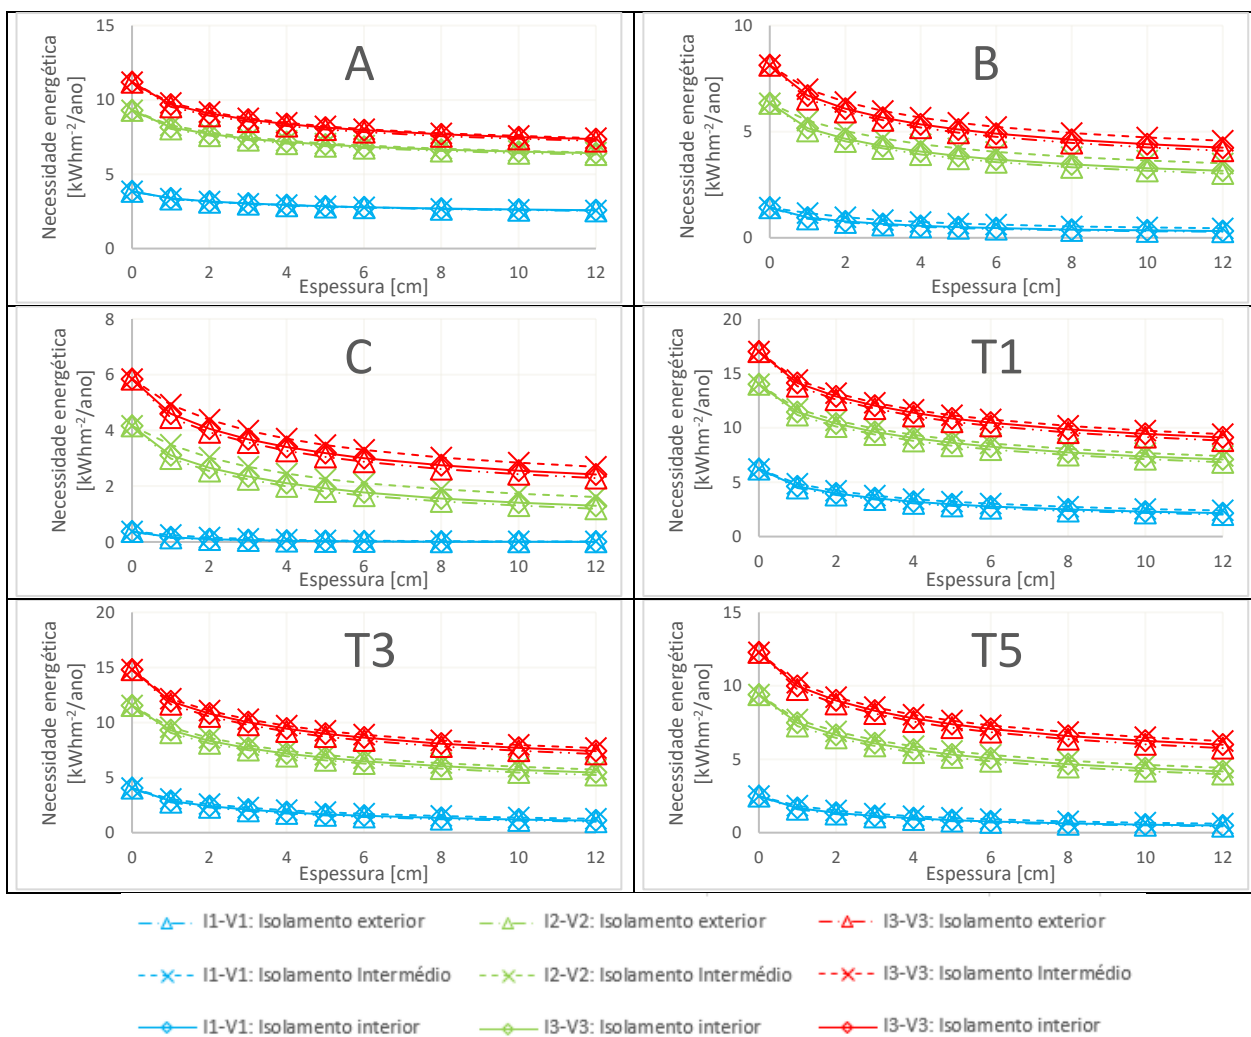 Necessidade energética
[kWhm⁻²/ano]
A
15
10
5
0
0 2 4 6 8 10 12
Espessura [cm]
Necessidade energética
[kWhm⁻²/ano]
B
10
5
0
0 2 4 6 8 10 12
Espessura [cm]
Necessidade energética
[kWhm⁻²/ano]
C
8
6
4
2
0
0 2 4 6 8 10 12
Espessura [cm]
Necessidade energética
[kWhm⁻²/ano]
T1
20
15
10
5
0
0 2 4 6 8 10 12
Espessura [cm]
Necessidade energética
[kWhm⁻²/ano]
T3
20
15
10
5
0
0 2 4 6 8 10 12
Espessura [cm]
Necessidade energética
[kWhm⁻²/ano]
T5
15
10
5
0
0 2 4 6 8 10 12
Espessura [cm]
I1-V1: Isolamento exterior I2-V2: Isolamento exterior I3-V3: Isolamento exterior
I1-V1: Isolamento Intermédio I2-V2: Isolamento Intermédio I3-V3: Isolamento Intermédio
I1-V1: Isolamento interior I3-V3: Isolamento interior I3-V3: Isolamento interior